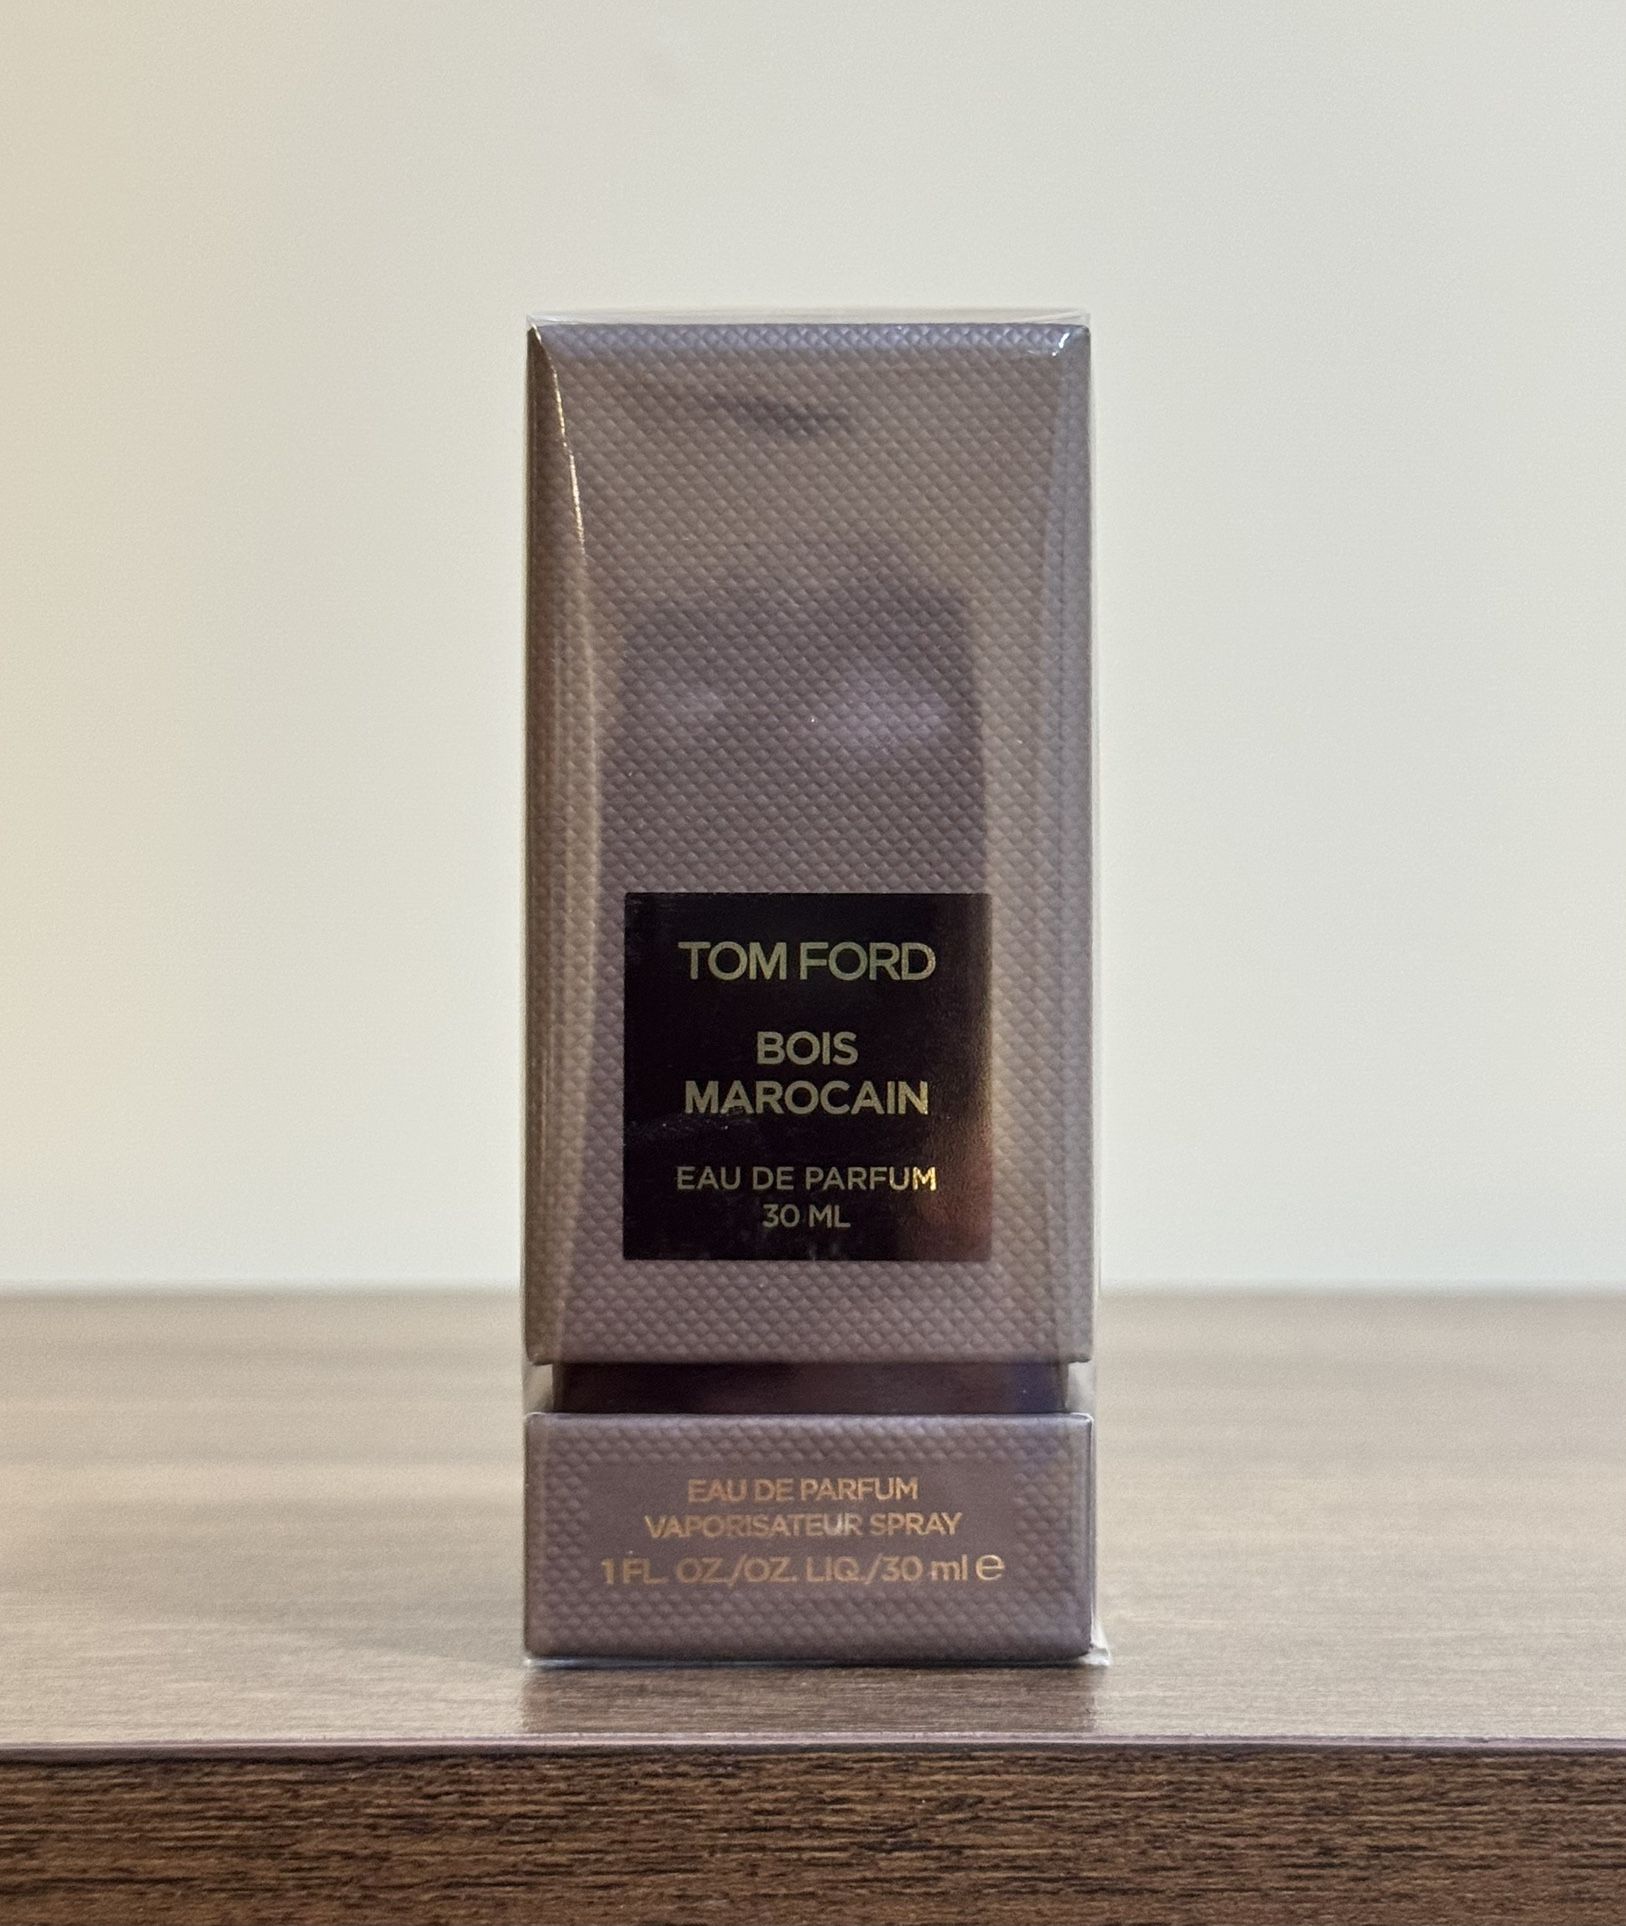 TOM FORD
BOIS
MAROCAIN
EAU DE PARFUM
30 ML
EAU DE PARFUM
VAPORISATEUR SPRAY
1 FL. OZ./OZ. LIQ./30 ml ℮